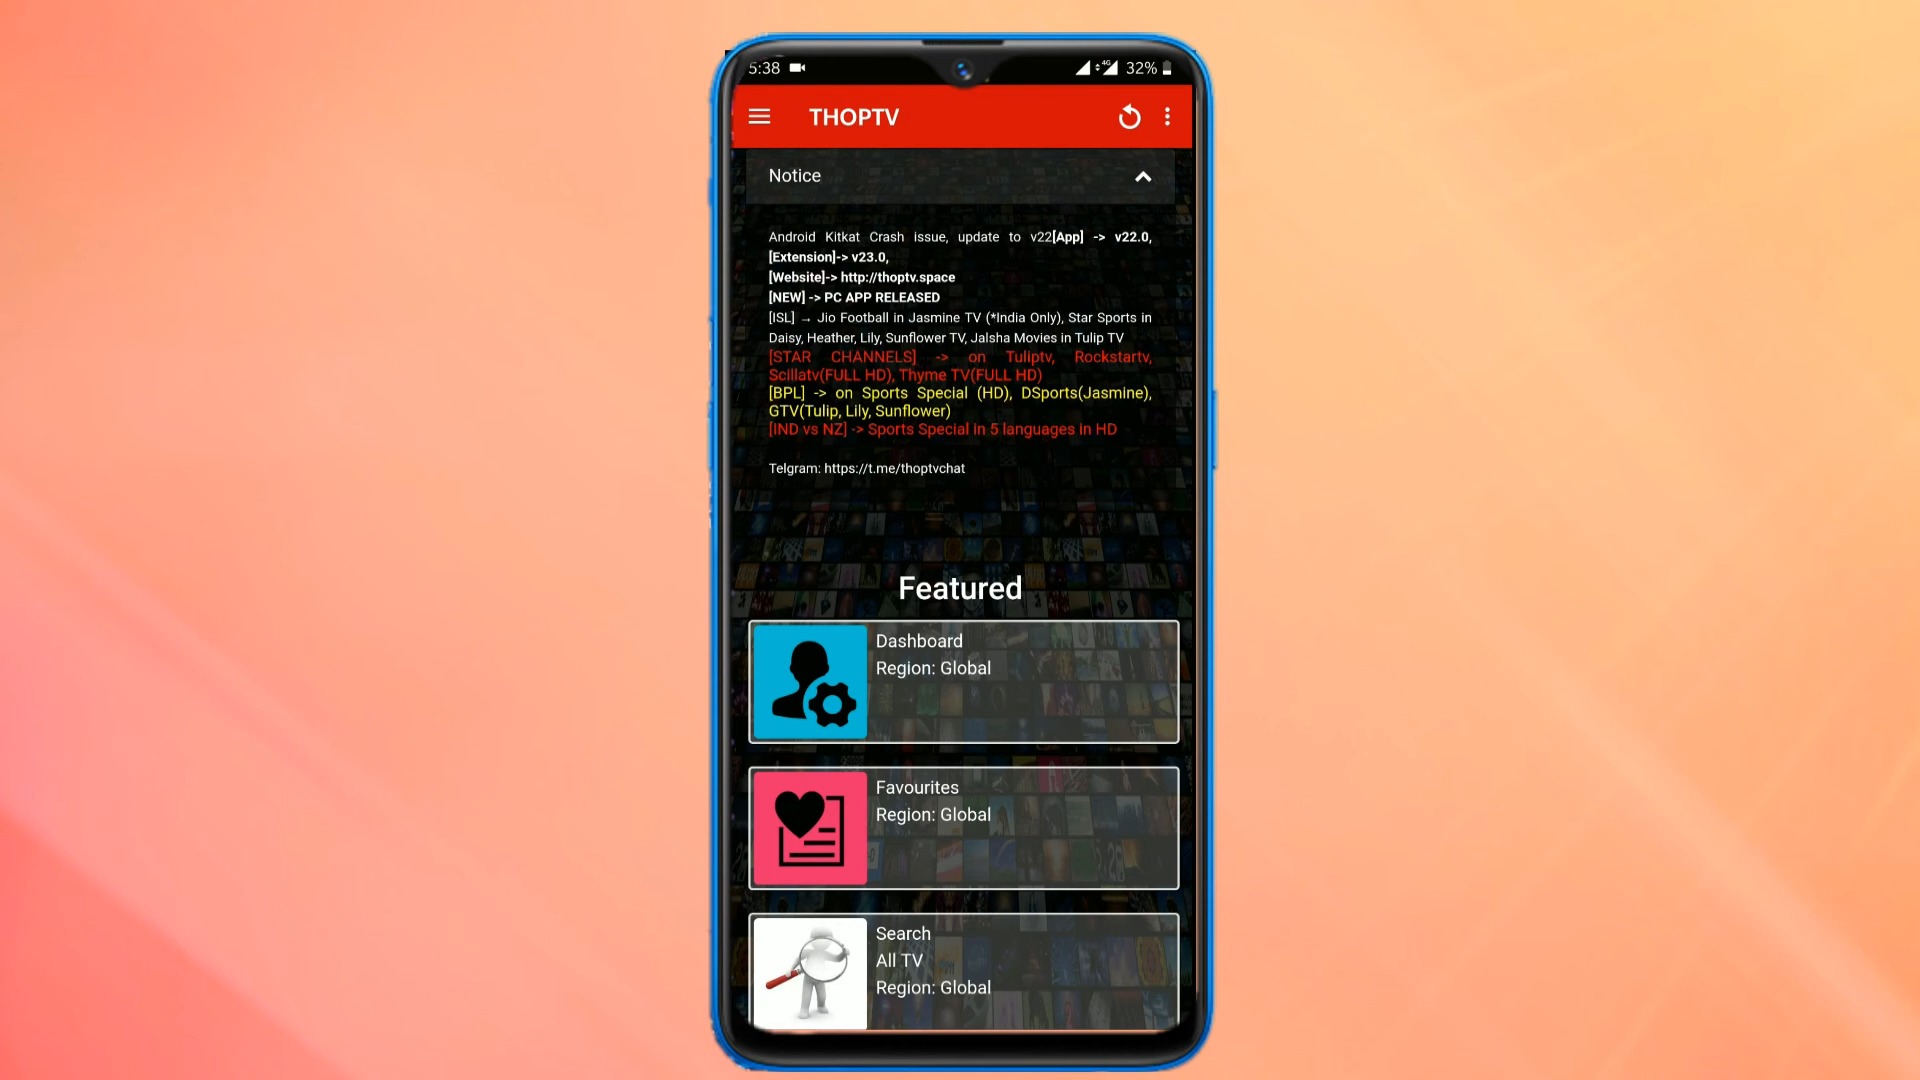 5:38
4G
32%
THOPTV
Notice
Android Kitkat Crash issue, update to v22[App] -> v22.0,
[Extension]-> v23.0,
[Website]-> http://thoptv.space
[NEW] -> PC APP RELEASED
[ISL] → Jio Football in Jasmine TV (*India Only), Star Sports in
Daisy, Heather, Lily, Sunflower TV, Jalsha Movies in Tulip TV
[STAR CHANNELS] -> on Tuliptv, Rockstartv,
Scillatv(FULL HD), Thyme TV(FULL HD)
[BPL] -> on Sports Special (HD), DSports(Jasmine),
GTV(Tulip, Lily, Sunflower)
[IND vs NZ] -> Sports Special in 5 languages in HD
Telgram: https://t.me/thoptvchat
Featured
Dashboard
Region: Global
Favourites
Region: Global
Search
All TV
Region: Global